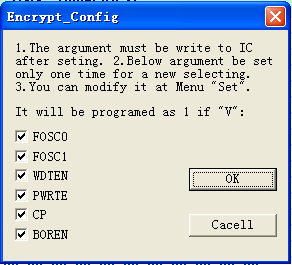 Encrypt_Config
1.The argument must be write to IC
after seting. 2.Below argument be set
only one time for a new selecting.
3.You can modify it at Menu "Set".
It will be programed as 1 if "V":
FOSC0
FOSC1
WDTEN
PWRTE
OK
CP
Cacell
BOREN